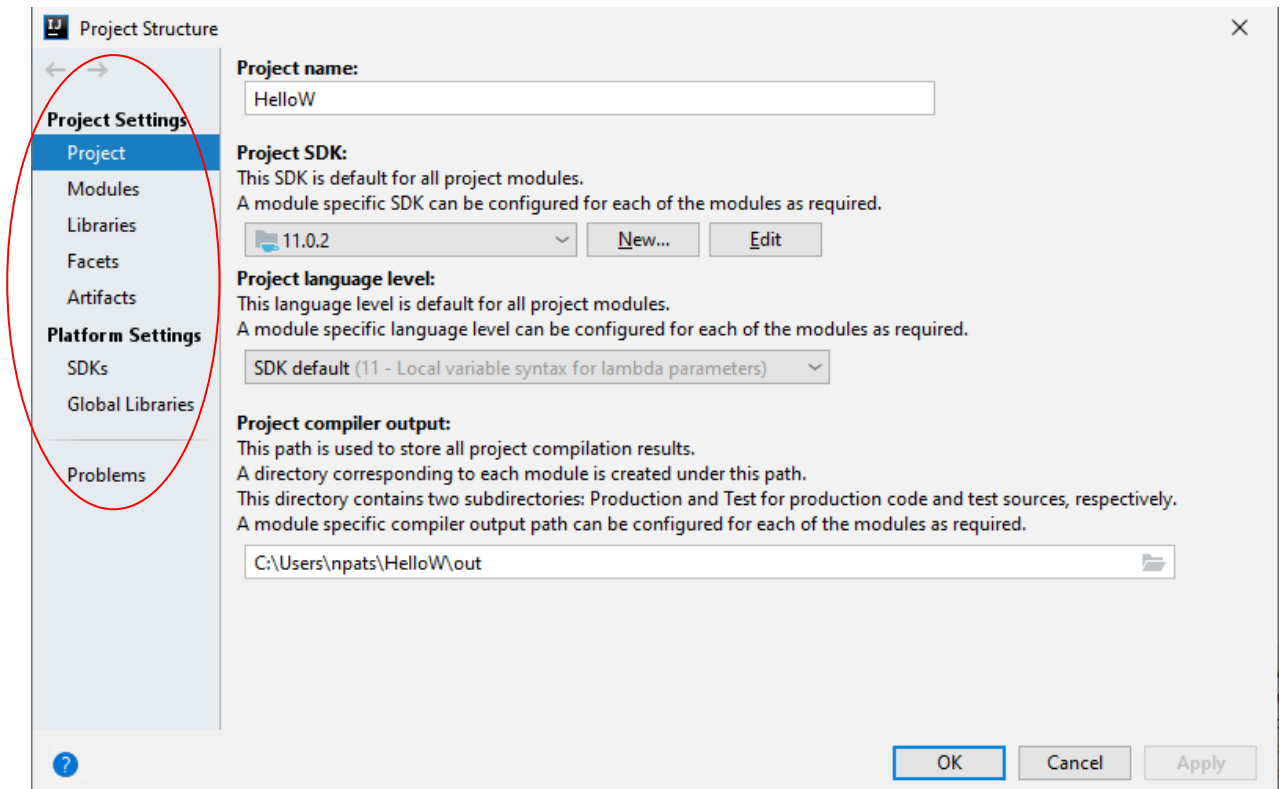 IJ
Project Structure
Project Settings
Project
Modules
Libraries
Facets
Artifacts
Platform Settings
SDKs
Global Libraries
Problems
Project name:
HelloW
Project SDK:
This SDK is default for all project modules.
A module specific SDK can be configured for each of the modules as required.
11.0.2
New...
Edit
Project language level:
This language level is default for all project modules.
A module specific language level can be configured for each of the modules as required.
SDK default (11 - Local variable syntax for lambda parameters)
Project compiler output:
This path is used to store all project compilation results.
A directory corresponding to each module is created under this path.
This directory contains two subdirectories: Production and Test for production code and test sources, respectively.
A module specific compiler output path can be configured for each of the modules as required.
C:\Users\npats\HelloW\out
?
OK
Cancel
Apply